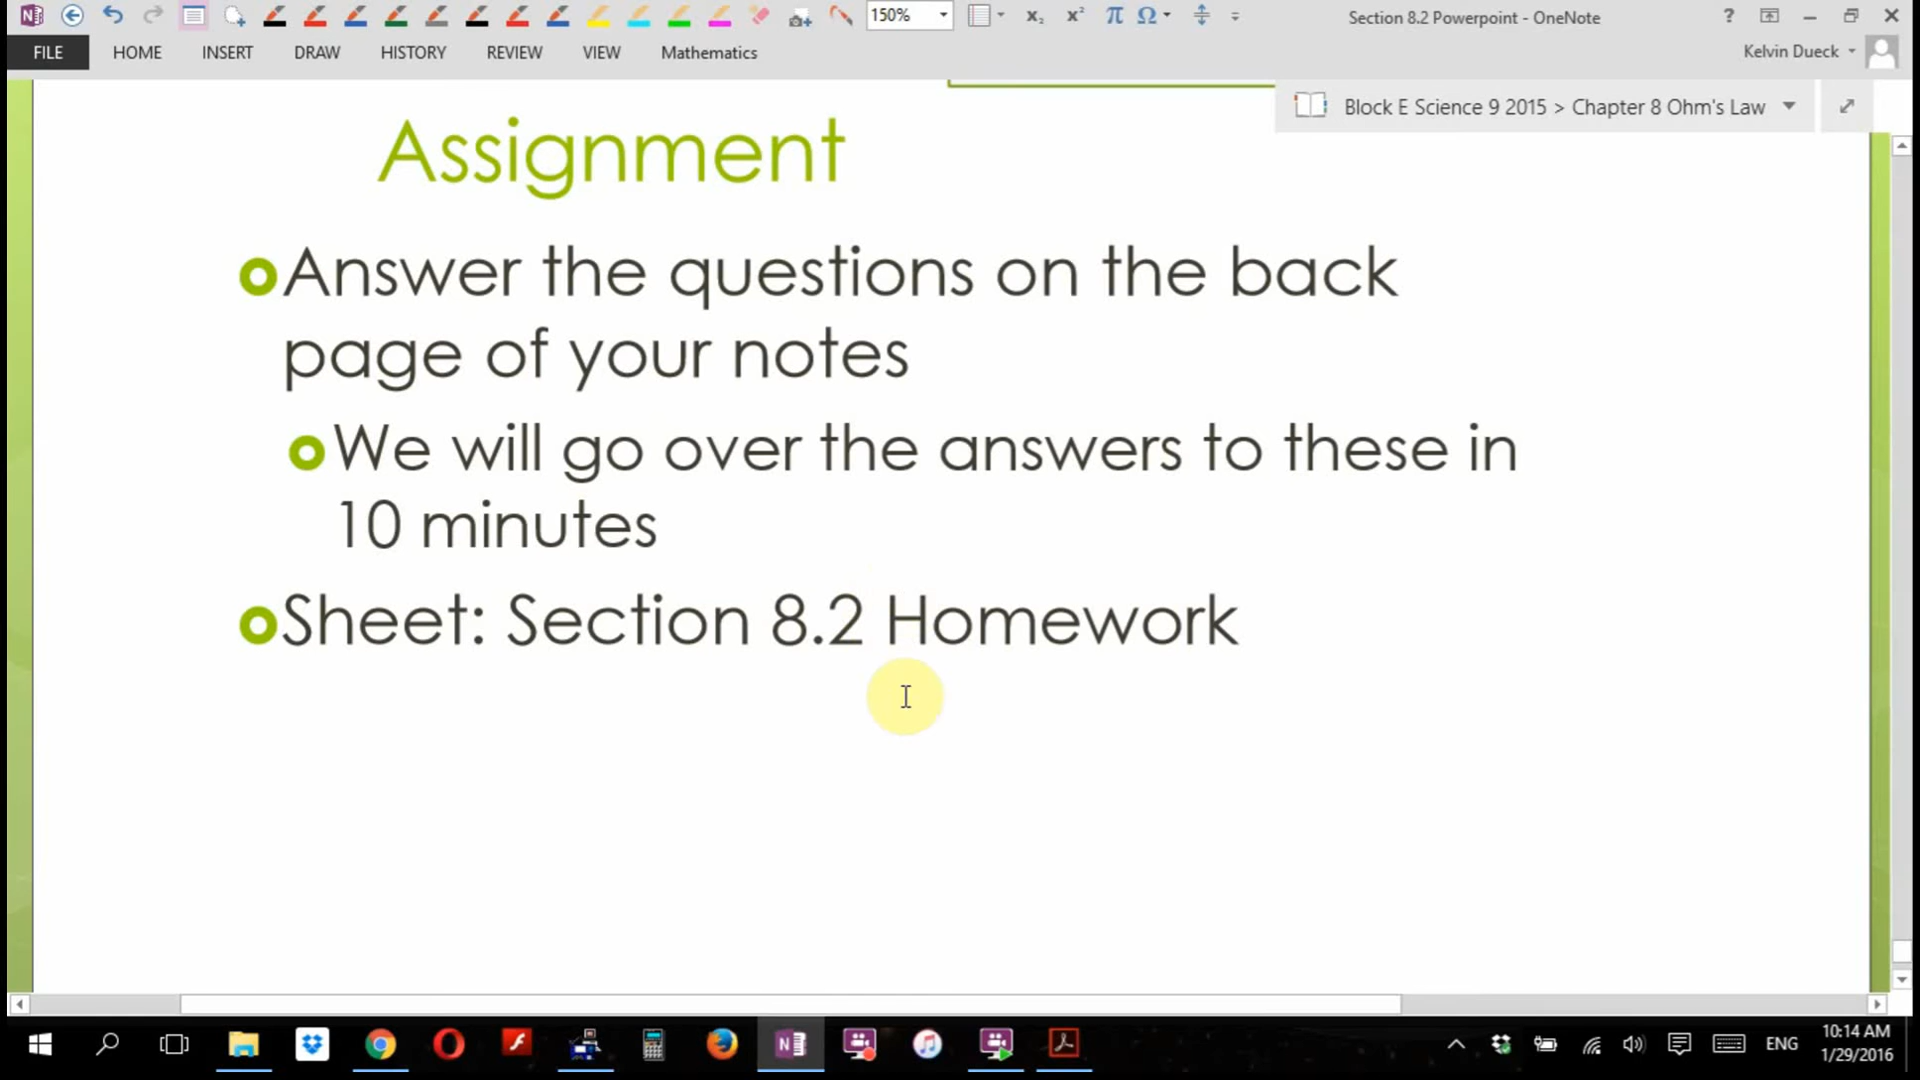 150%
x₂
x²
π
Ω
Section 8.2 Powerpoint - OneNote
?
FILE
HOME
INSERT
DRAW
HISTORY
REVIEW
VIEW
Mathematics
Kelvin Dueck
Block E Science 9 2015 > Chapter 8 Ohm's Law
Assignment
Answer the questions on the back
page of your notes
We will go over the answers to these in
10 minutes
Sheet: Section 8.2 Homework
ENG
10:14 AM
1/29/2016